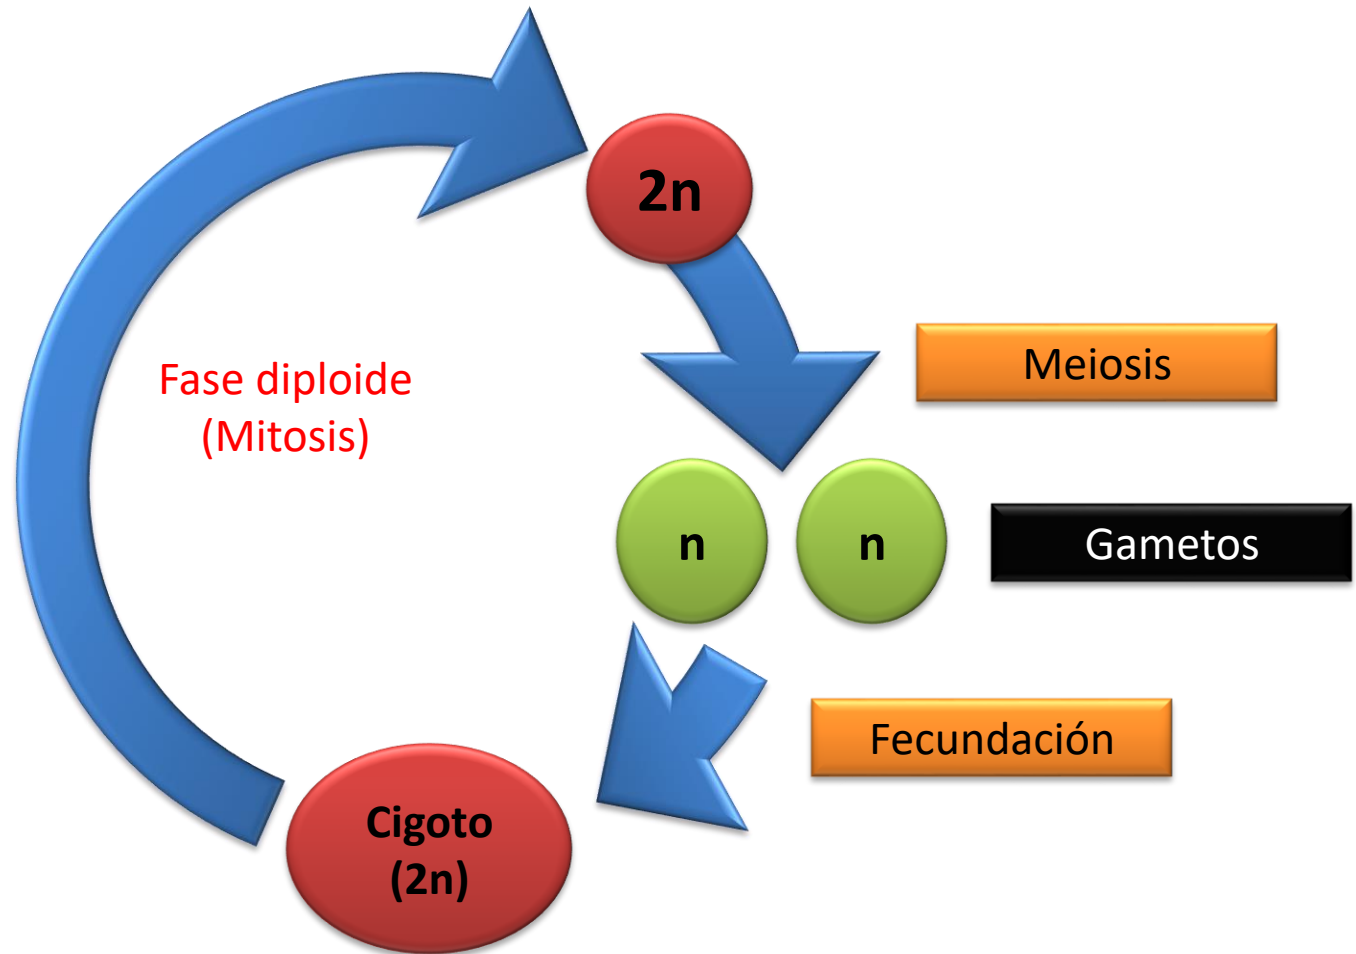 2n
Meiosis
Fase diploide
(Mitosis)
n
n
Gametos
Fecundación
Cigoto
(2n)